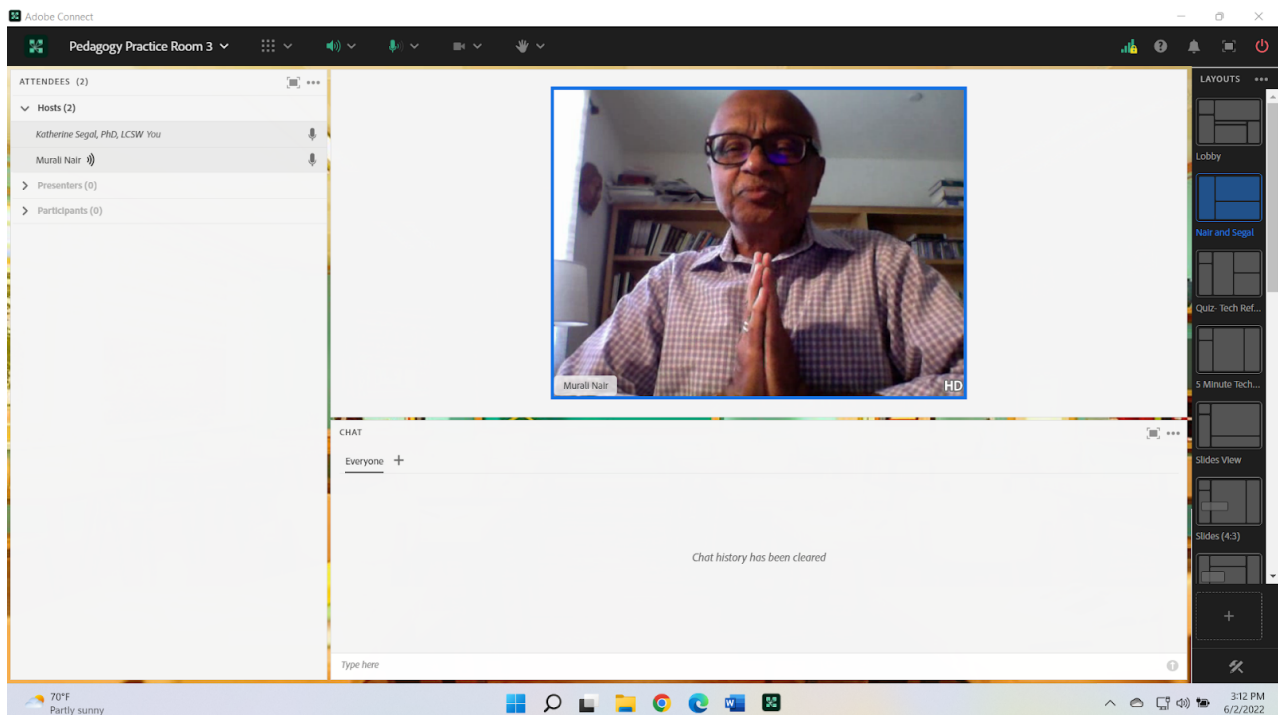 Adobe Connect
Pedagogy Practice Room 3
ATTENDEES (2)
Hosts (2)
Katherine Segal, PhD, LCSW You
Murali Nair
Presenters (0)
Participants (0)
Murali Nair
HD
CHAT
Everyone
Chat history has been cleared
Type here
LAYOUTS
Lobby
Nair and Segal
Quiz- Tech Ref...
5 Minute Tech...
Slides View
Slides (4:3)
70°F
Partly sunny
3:12 PM
6/2/2022